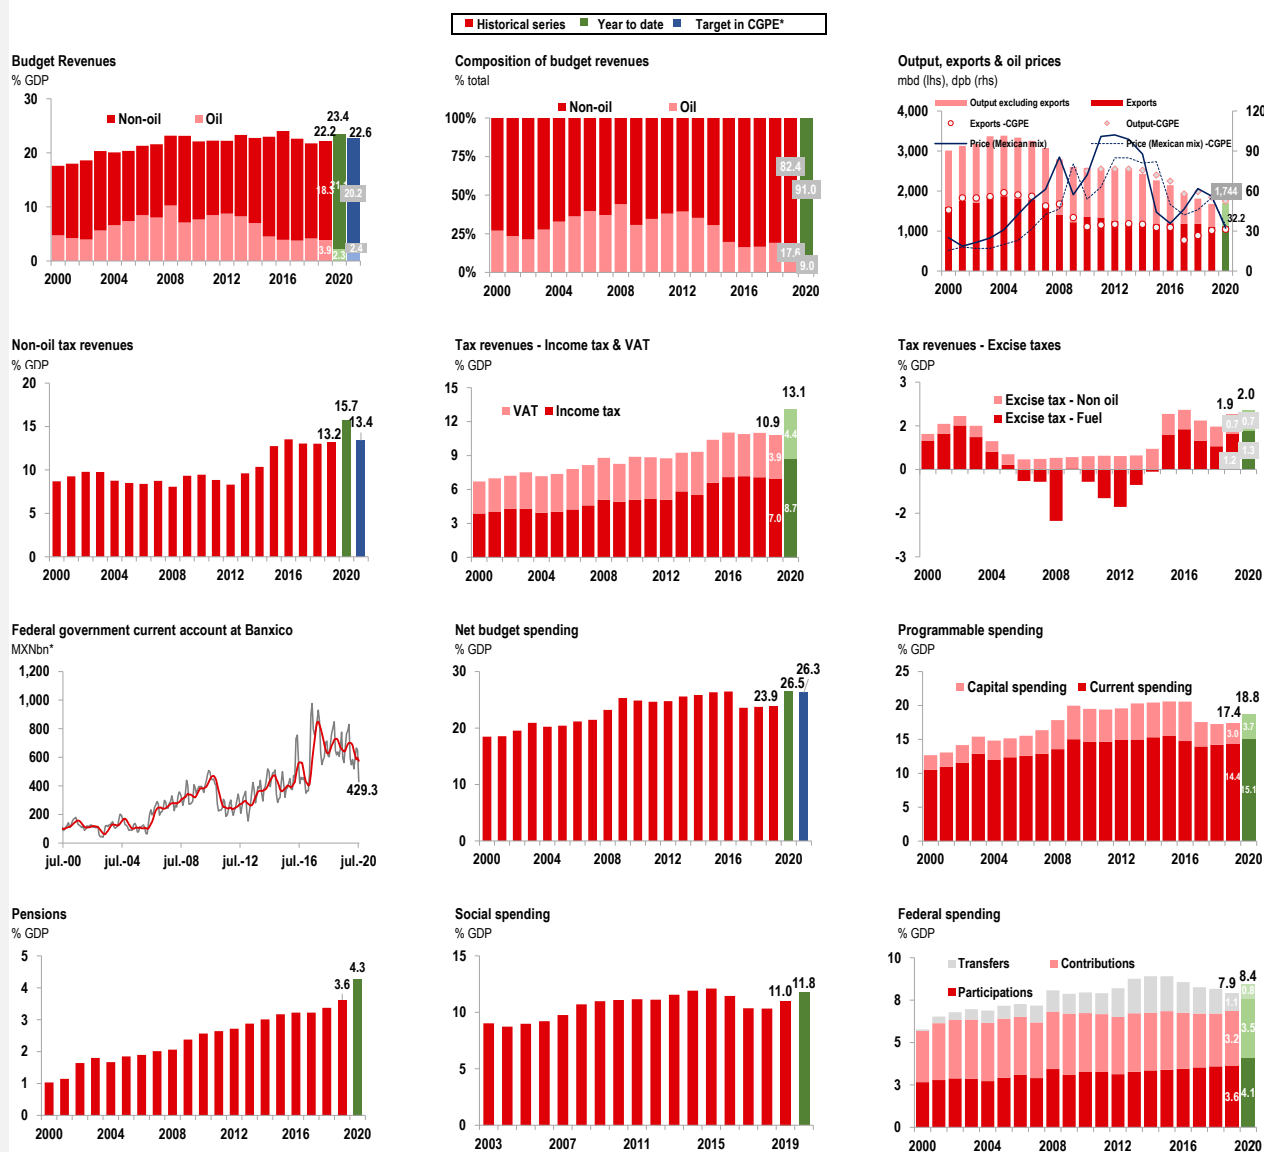 Historical series Year to date Target in CGPE*
Budget Revenues
% GDP
30
20
10
0
Non-oil Oil
23.4
22.2
22.6
18.3
20.2
3.9
2.3
2.4
2000 2004 2008 2012 2016 2020
Composition of budget revenues
% total
Non-oil Oil
100%
75%
50%
25%
0%
82.4
91.0
17.6
9.0
2000 2004 2008 2012 2016 2020
Output, exports & oil prices
mbd (lhs), dpb (rhs)
Output excluding exports Exports
Exports -CGPE Output-CGPE
Price (Mexican mix) Price (Mexican mix) -CGPE
4,000
3,000
2,000
1,000
0
120
90
60
30
0
1,744
32.2
2000 2004 2008 2012 2016 2020
Non-oil tax revenues
% GDP
20
15
10
5
0
15.7
13.2
13.4
2000 2004 2008 2012 2016 2020
Tax revenues - Income tax & VAT
% GDP
15
12
9
6
3
0
VAT Income tax
13.1
10.9
4.4
3.9
8.7
7.0
2000 2004 2008 2012 2016 2020
Tax revenues - Excise taxes
% GDP
3
2
0
-2
-3
Excise tax - Non oil
Excise tax - Fuel
1.9
2.0
0.7
0.7
1.2
1.3
2000 2004 2008 2012 2016 2020
Federal government current account at Banxico
MXNbn*
1,200
1,000
800
600
400
200
0
429.3
jul.-00 jul.-04 jul.-08 jul.-12 jul.-16 jul.-20
Net budget spending
% GDP
30
20
10
0
26.3
26.5
23.9
2000 2004 2008 2012 2016 2020
Programmable spending
% GDP
25
20
15
10
5
0
Capital spending Current spending
18.8
17.4
3.7
3.0
14.4
15.1
2000 2004 2008 2012 2016 2020
Pensions
% GDP
5
4
3
2
1
0
4.3
3.6
2000 2004 2008 2012 2016 2020
Social spending
% GDP
15
10
5
0
11.0
11.8
2003 2007 2011 2015 2019
Federal spending
% GDP
10
8
5
3
0
Transfers Contributions
Participations
7.9
8.4
0.8
1.1
3.5
3.2
4.1
3.6
2000 2004 2008 2012 2016 2020